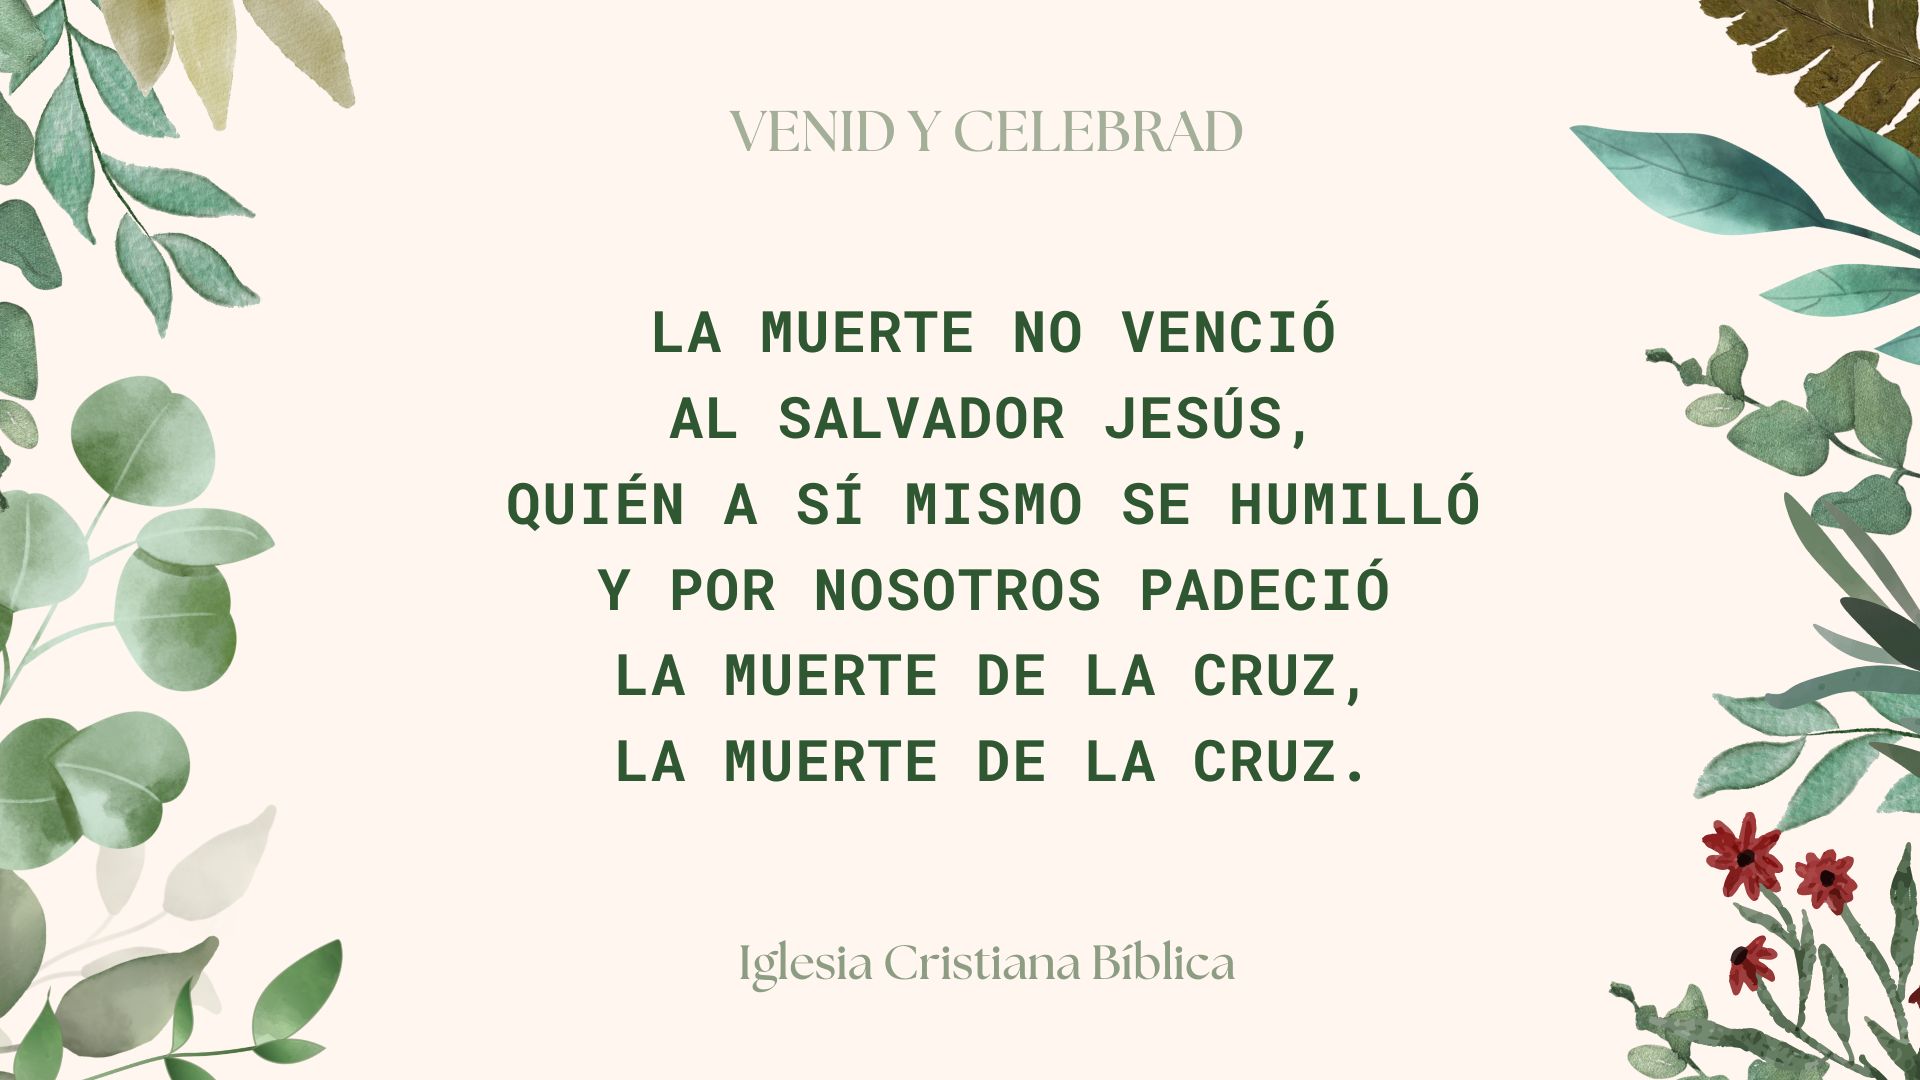 VENID Y CELEBRAD
LA MUERTE NO VENCIÓ
AL SALVADOR JESÚS,
QUIÉN A SÍ MISMO SE HUMILLÓ
Y POR NOSOTROS PADECIÓ
LA MUERTE DE LA CRUZ,
LA MUERTE DE LA CRUZ.
Iglesia Cristiana Bíblica